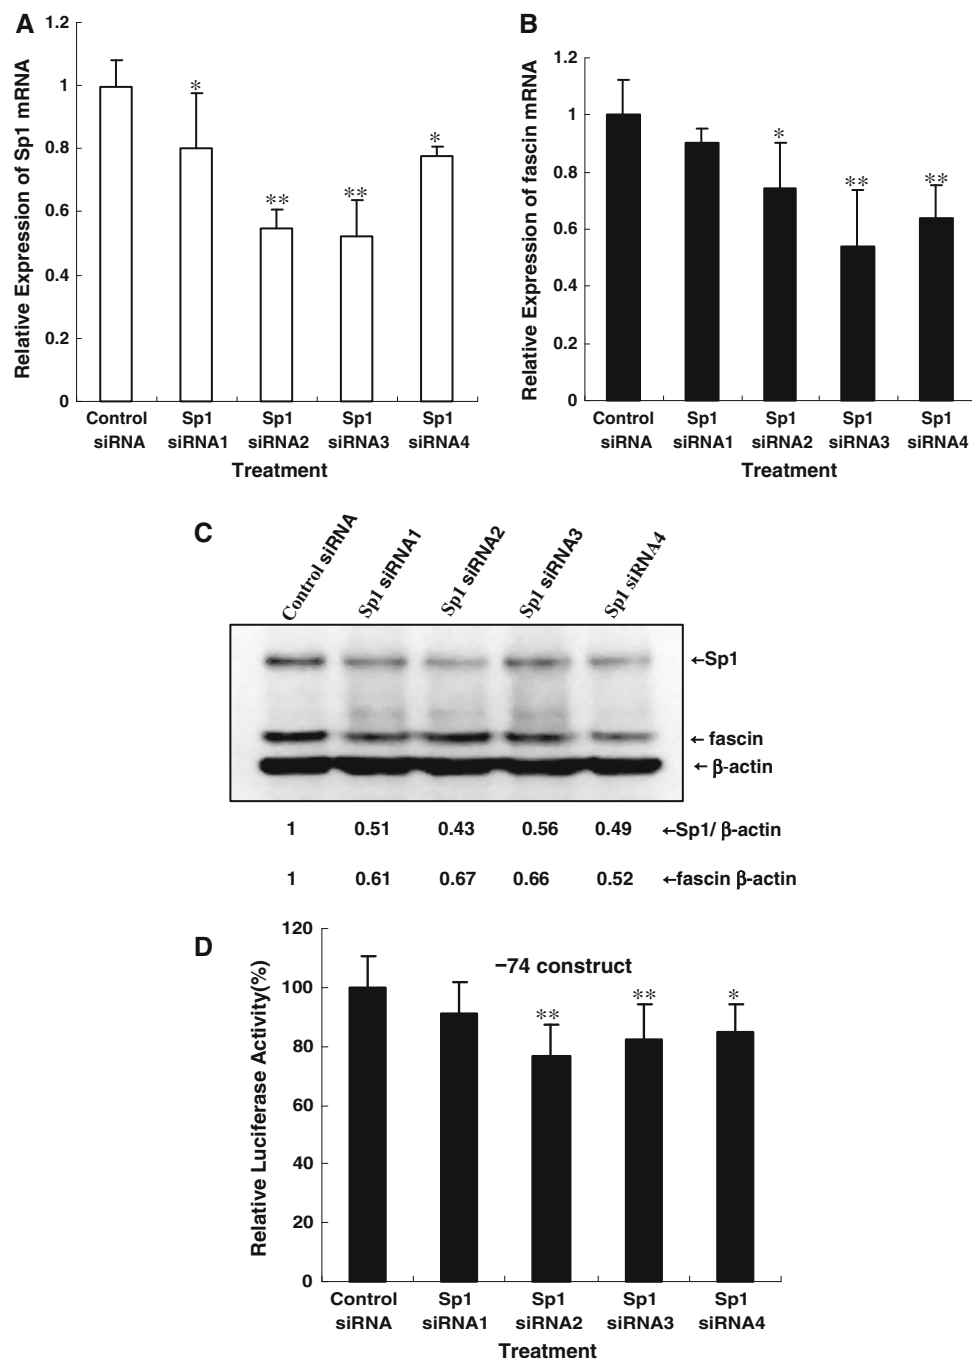 A
Relative Expression of Sp1 mRNA
1.2
1
0.8
0.6
0.4
0.2
0
*
**
**
*
Control siRNA
Sp1 siRNA1
Sp1 siRNA2
Sp1 siRNA3
Sp1 siRNA4
Treatment
B
Relative Expression of fascin mRNA
1.2
1
0.8
0.6
0.4
0.2
0
*
**
**
Control siRNA
Sp1 siRNA1
Sp1 siRNA2
Sp1 siRNA3
Sp1 siRNA4
Treatment
C
Control siRNA
Sp1 siRNA1
Sp1 siRNA2
Sp1 siRNA3
Sp1 siRNA4
←Sp1
← fascin
← β-actin
1 0.51 0.43 0.56 0.49 ←Sp1/ β-actin
1 0.61 0.67 0.66 0.52 ←fascin β-actin
D
Relative Luciferase Activity(%)
120
100
80
60
40
20
0
−74 construct
**
**
*
Control siRNA
Sp1 siRNA1
Sp1 siRNA2
Sp1 siRNA3
Sp1 siRNA4
Treatment